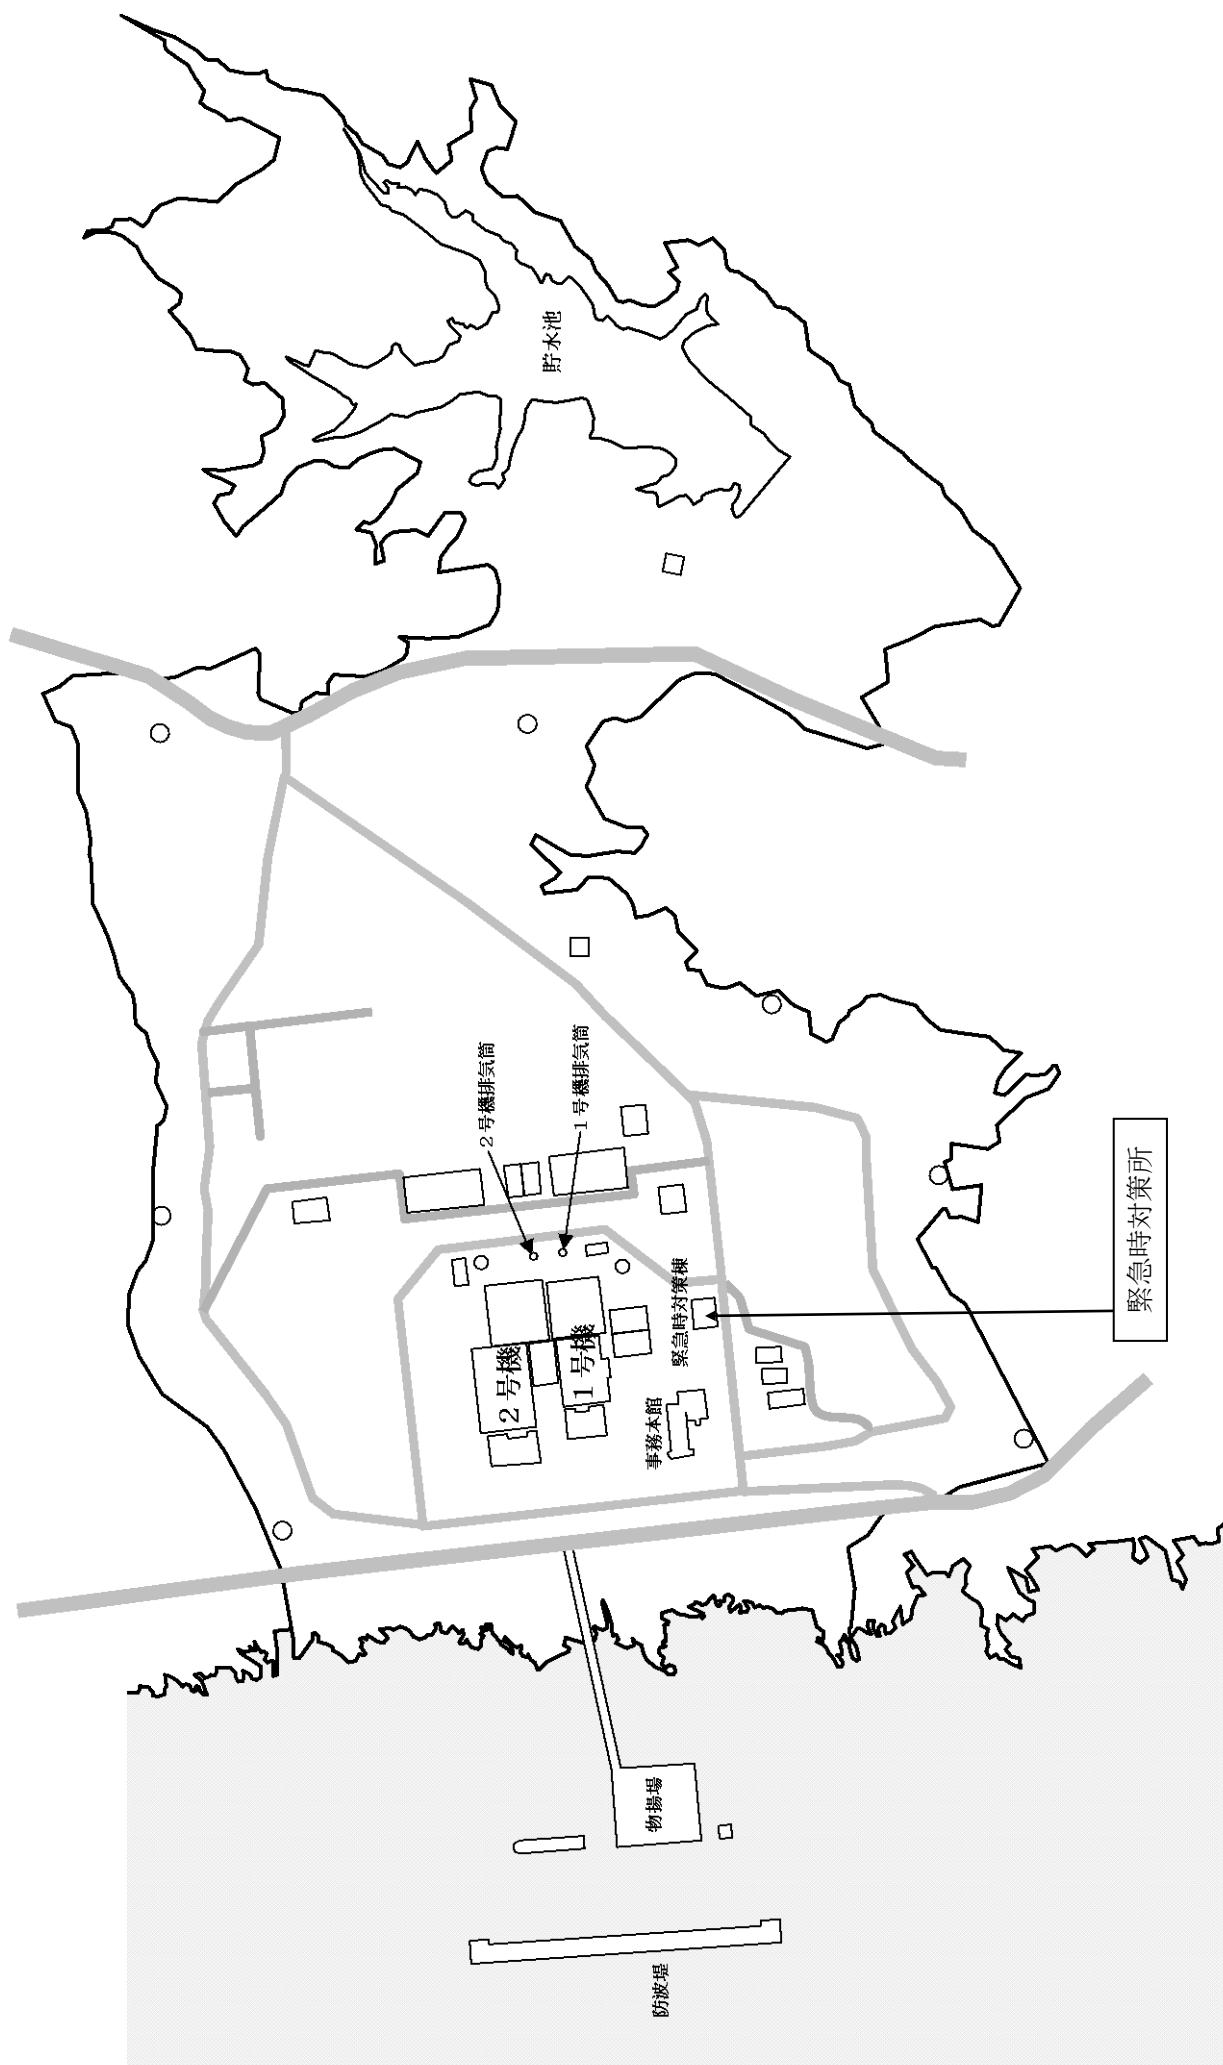 貯水池
2号機排気筒
1号機排気筒
緊急時対策棟
2号機
1号機
事務本館
緊急時対策所
物揚場
防波堤